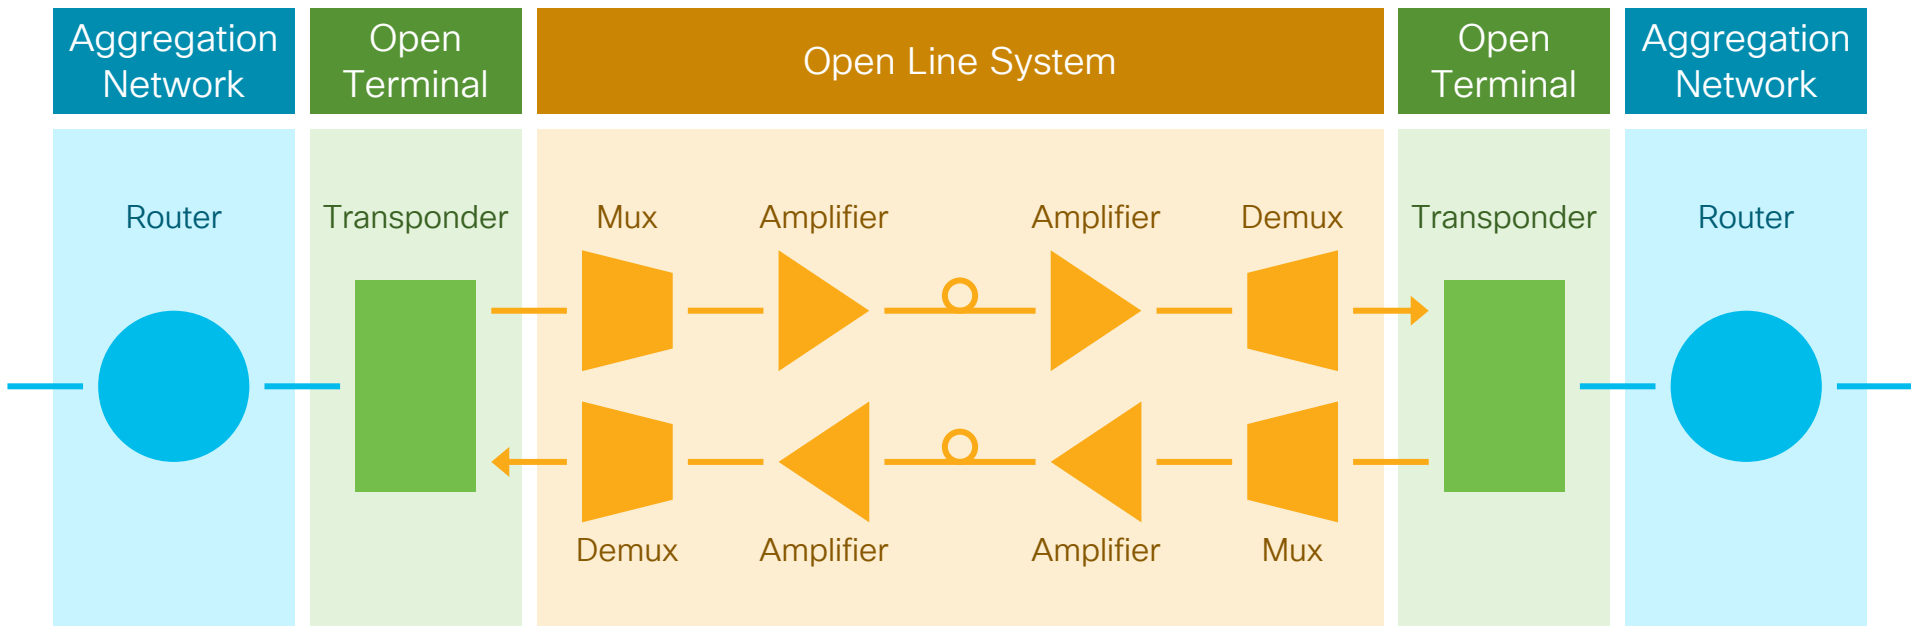 Aggregation
Network
Open
Terminal
Open Line System
Open
Terminal
Aggregation
Network
Router
Transponder
Mux
Amplifier
Amplifier
Demux
Transponder
Router
Demux
Amplifier
Amplifier
Mux